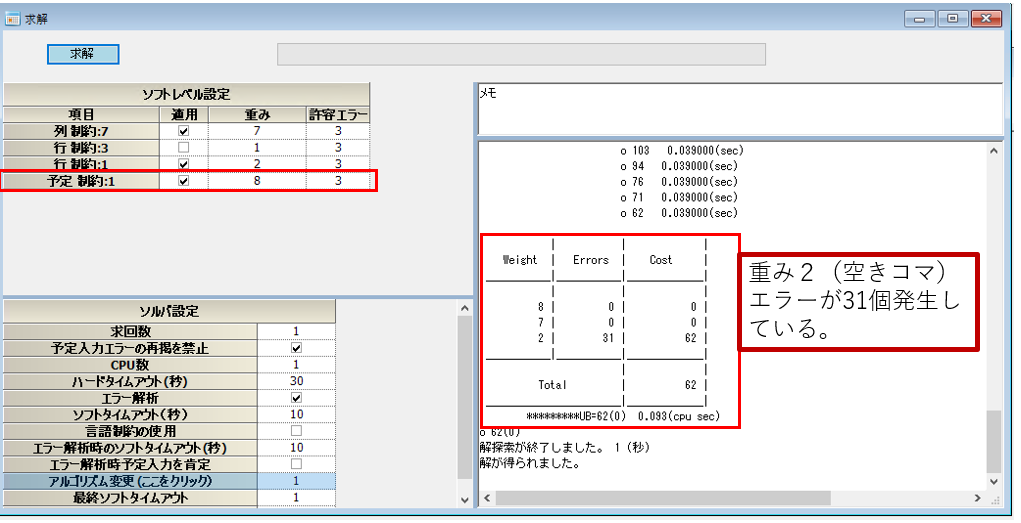 求解
求解
ソフトレベル設定
項目 適用 重み 許容エラー
列 制約:7 7 3
行 制約:3 1 3
行 制約:1 2 3
予定 制約:1 8 3
メモ
o 103 0.039000(sec)
o 94 0.039000(sec)
o 76 0.039000(sec)
o 71 0.039000(sec)
o 62 0.039000(sec)
Weight | Errors | Cost |
8 | 0 | 0 |
7 | 0 | 0 |
2 | 31 | 62 |
Total | 62 |
*********UB=62(0) 0.093(cpu sec)
o 62(0)
解探索が終了しました。 1 (秒)
解が得られました。
重み２（空きコマ）
エラーが31個発生し
ている。
ソルバ設定
求回数 1
予定入力エラーの再掲を禁止
CPU数 1
ハードタイムアウト(秒) 30
エラー解析
ソフトタイムアウト(秒) 10
言語制約の使用
エラー解析時のソフトタイムアウト(秒) 10
エラー解析時予定入力を肯定
アルゴリズム変更(ここをクリック) 1
最終ソフトタイムアウト 1